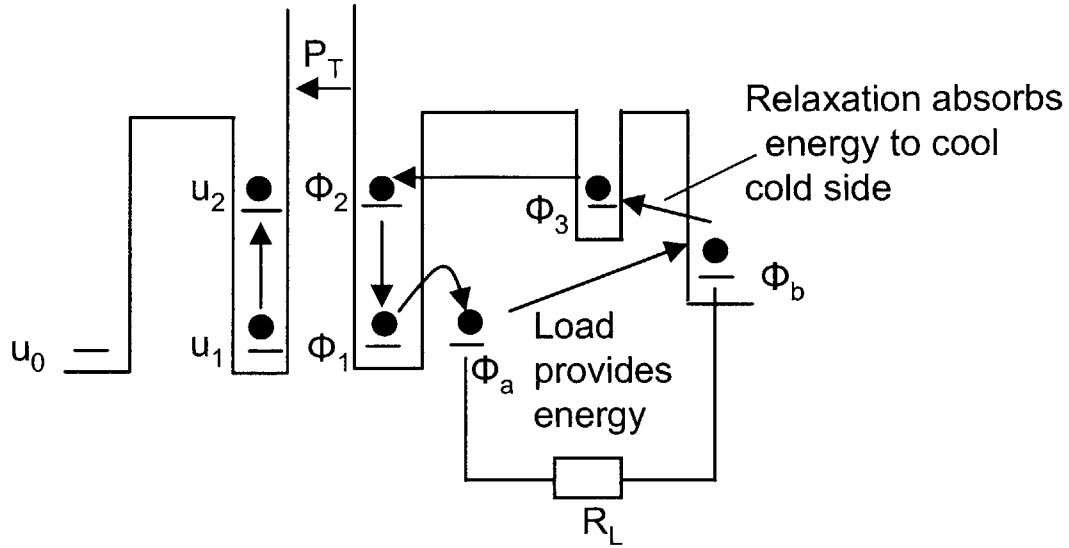 P_T
Relaxation absorbs
energy to cool
cold side
u_2
Φ_2
Φ_3
Φ_b
u_0
u_1
Φ_1
Φ_a
Load
provides
energy
R_L